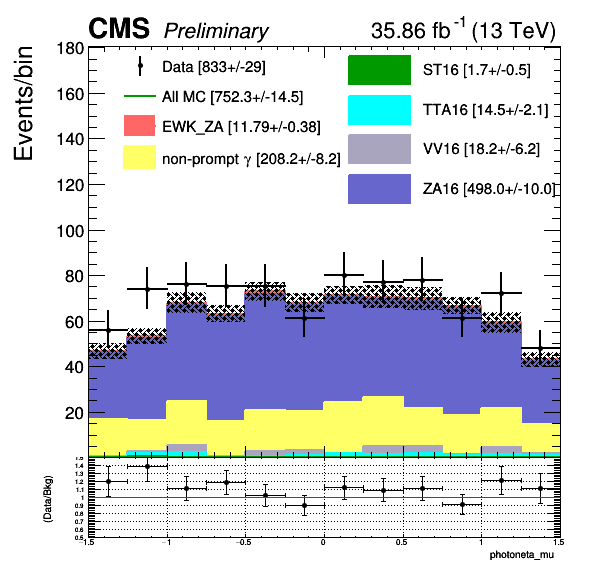 CMS Preliminary 35.86 fb⁻¹ (13 TeV)
Events/bin
180
160
140
120
100
80
60
40
20
Data [833+/-29]
All MC [752.3+/-14.5]
EWK_ZA [11.79+/-0.38]
non-prompt γ [208.2+/-8.2]
ST16 [1.7+/-0.5]
TTA16 [14.5+/-2.1]
VV16 [18.2+/-6.2]
ZA16 [498.0+/-10.0]
(Data/Bkg)
1.5
1.4
1.3
1.2
1.1
1
0.9
0.8
0.7
0.6
0.5
−1.5 −1 −0.5 0 0.5 1 1.5
photoneta_mu